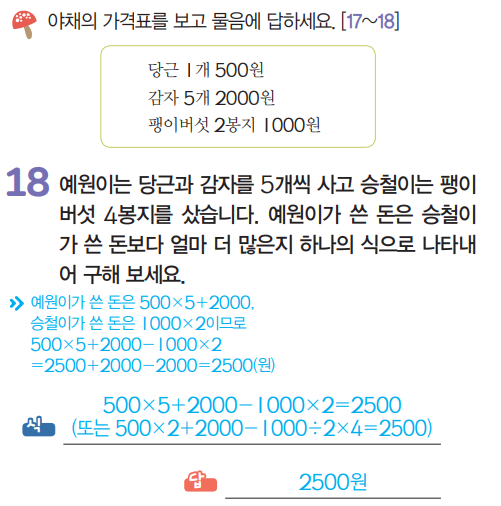 야채의 가격표를 보고 물음에 답하세요. [17~18]
당근 1개 500원
감자 5개 2000원
팽이버섯 2봉지 1000원
18 예원이는 당근과 감자를 5개씩 사고 승철이는 팽이
버섯 4봉지를 샀습니다. 예원이가 쓴 돈은 승철이
가 쓴 돈보다 얼마 더 많은지 하나의 식으로 나타내
어 구해 보세요.
예원이가 쓴 돈은 500×5+2000,
승철이가 쓴 돈은 1000×2이므로
500×5+2000-1000×2
=2500+2000-2000=2500(원)
500×5+2000-1000×2=2500
식 (또는 500×2+2000-1000÷2×4=2500)
답 2500원